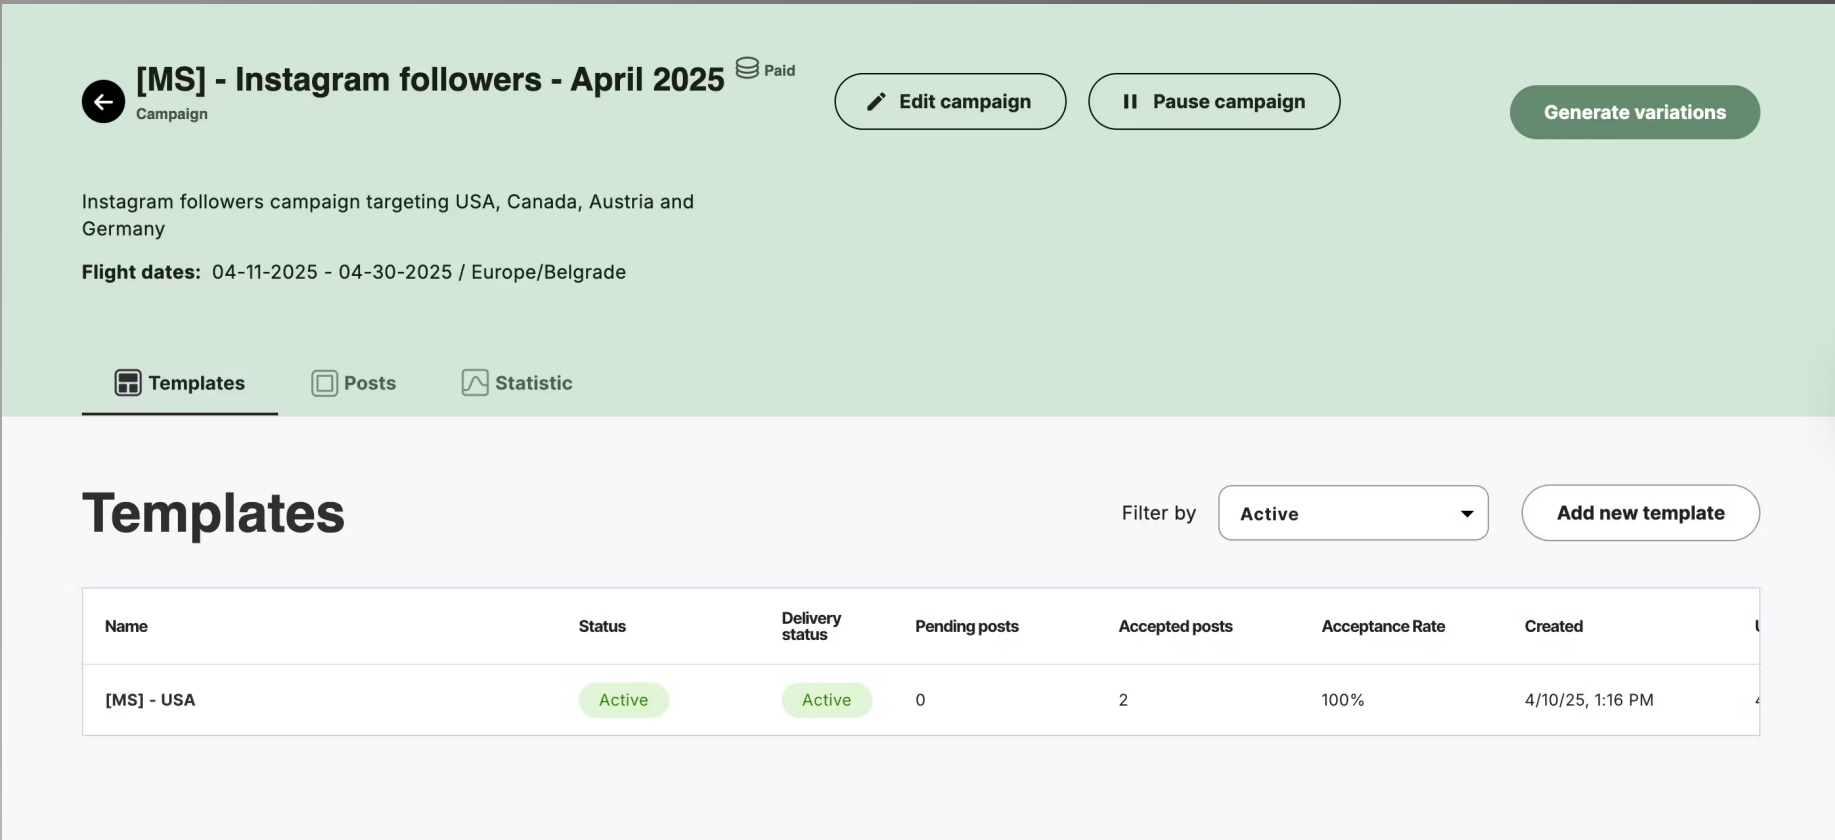 [MS] - Instagram followers - April 2025
Paid
Campaign
Edit campaign
Pause campaign
Generate variations
Instagram followers campaign targeting USA, Canada, Austria and
Germany
Flight dates: 04-11-2025 - 04-30-2025 / Europe/Belgrade
Templates
Posts
Statistic
Templates
Filter by
Active
Add new template
Name
Status
Delivery
status
Pending posts
Accepted posts
Acceptance Rate
Created
[MS] - USA
Active
Active
0
2
100%
4/10/25, 1:16 PM